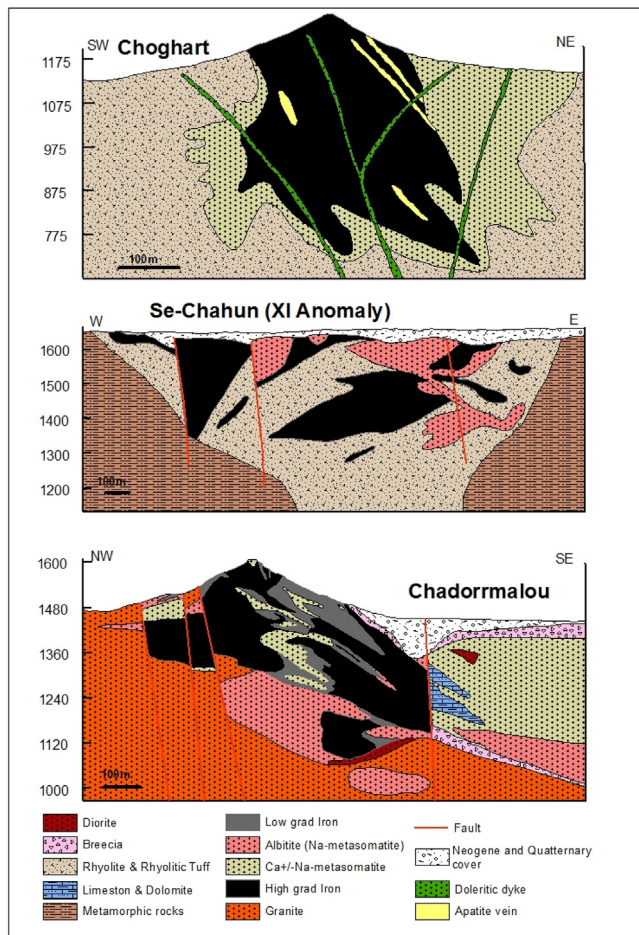 SW
Choghart
NE
1175
1075
975
875
775
100m
Se-Chahun (XI Anomaly)
W
E
1600
1500
1400
1300
1200
100m
NW
SE
1600
Chadorrmalou
1480
1360
1240
1120
1000
100m
Diorite
Low grad Iron
Fault
Breecia
Albitite (Na-metasomatite)
Neogene and Quatternary
cover
Rhyolite & Rhyolitic Tuff
Ca+/-Na-metasomatite
Limeston & Dolomite
High grad Iron
Doleritic dyke
Metamorphic rocks
Granite
Apatite vein